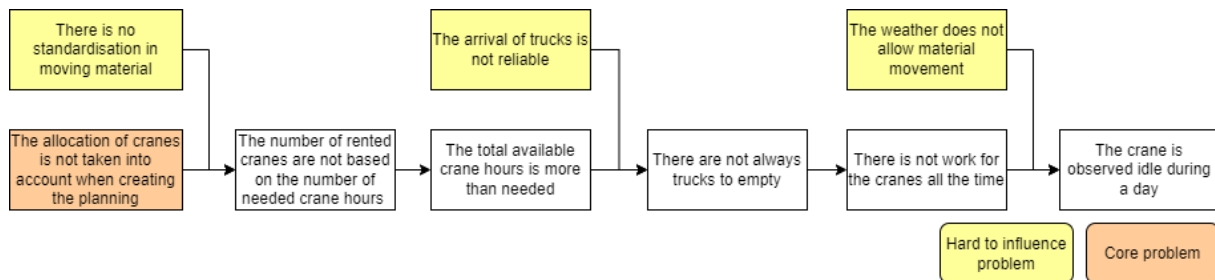 There is no
standardisation in
moving material
The arrival of trucks is
not reliable
The weather does not
allow material
movement
The allocation of cranes
is not taken into
account when creating
the planning
The number of rented
cranes are not based
on the number of
needed crane hours
The total available
crane hours is more
than needed
There are not always
trucks to empty
There is not work for
the cranes all the time
The crane is
observed idle during
a day
Hard to influence
problem
Core problem